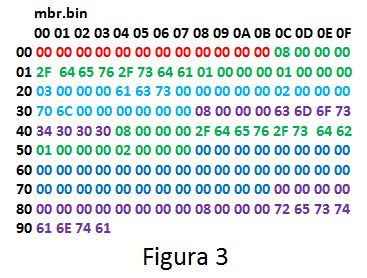 mbr.bin
00 01 02 03 04 05 06 07 08 09 0A 0B 0C 0D 0E 0F
00 00 00 00 00 00 00 00 00 00 00 00 00 08 00 00 00
01 2F 64 65 76 2F 73 64 61 01 00 00 00 01 00 00 00
20 03 00 00 00 61 63 73 00 00 00 00 00 02 00 00 00
30 70 6C 00 00 00 00 00 00 08 00 00 00 63 6D 6F 73
40 34 30 30 30 08 00 00 00 2F 64 65 76 2F 73 64 62
50 01 00 00 00 02 00 00 00 00 00 00 00 00 00 00 00
60 00 00 00 00 00 00 00 00 00 00 00 00 00 00 00 00
70 00 00 00 00 00 00 00 00 00 00 00 00 00 00 00 00
80 00 00 00 00 00 00 00 00 08 00 00 00 72 65 73 74
90 61 6E 74 61
Figura 3